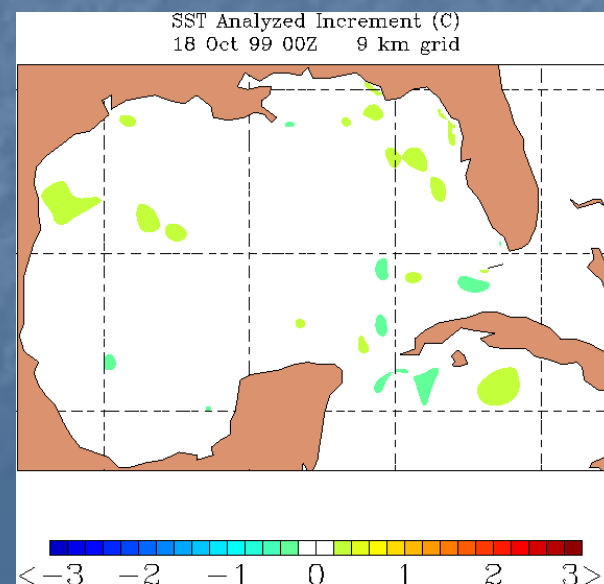 SST Analyzed Increment (C)
18 Oct 99 00Z 9 km grid
<-3 -2 -1 0 1 2 3>